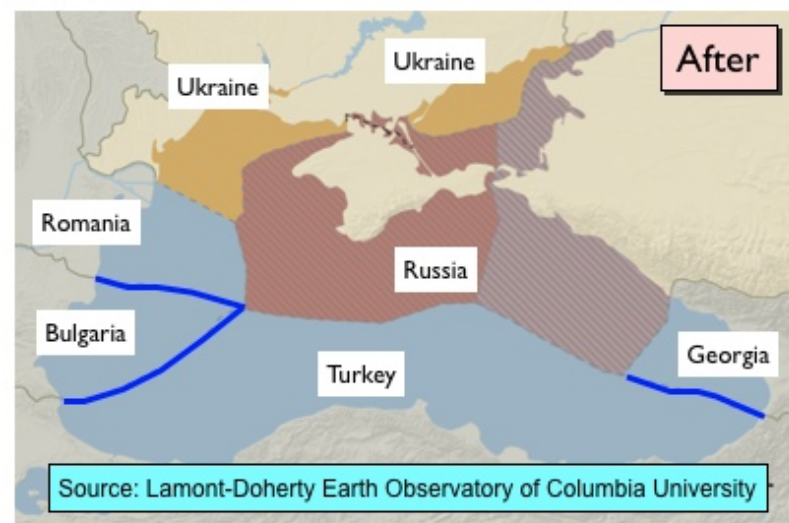 After
Ukraine
Ukraine
Romania
Russia
Bulgaria
Georgia
Turkey
Source: Lamont-Doherty Earth Observatory of Columbia University